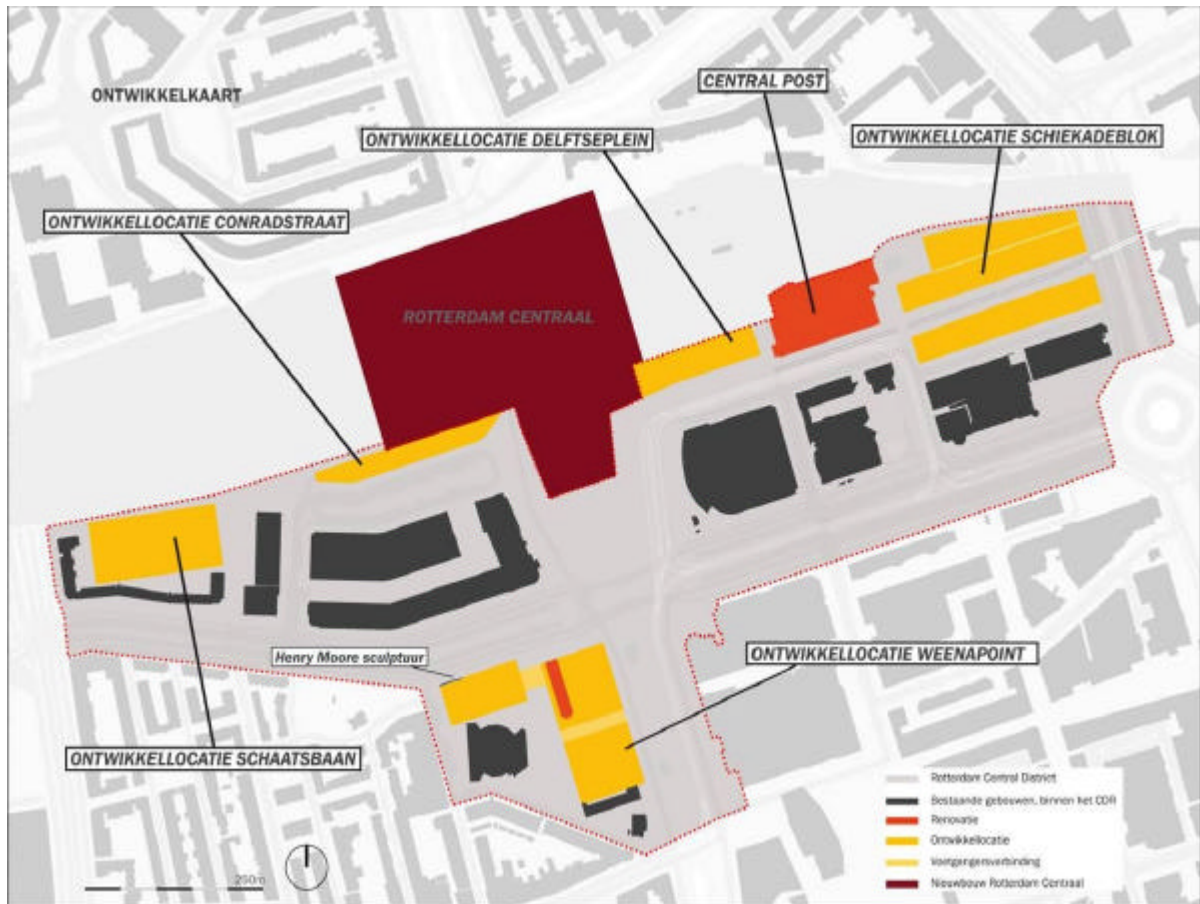 ONTWIKKELKAART
CENTRAL POST
ONTWIKKELLOCATIE DELFTSEPLEIN
ONTWIKKELLOCATIE SCHIEKADEBLOK
ONTWIKKELLOCATIE CONRADSTRAAT
ROTTERDAM CENTRAAL
Henry Moore sculptuur
ONTWIKKELLOCATIE WEENAPOINT
ONTWIKKELLOCATIE SCHAATSBAAN
Rotterdam Central District
Bestaande gebouwen, binnen het CDR
Renovatie
Ontwikkellocatie
Voetgangersverbinding
Nieuwbouw Rotterdam Centraal
250m